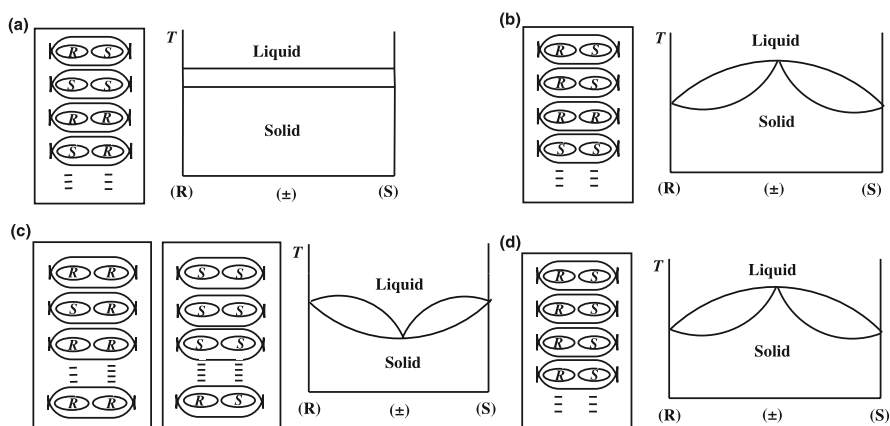 (a)
R S
S S
R R
S R
T
Liquid
Solid
(R) (±) (S)
(b)
R S
R S
R R
S S
T
Liquid
Solid
(R) (±) (S)
(c)
R R
S R
R R
R R
S S
S S
S S
R S
T
Liquid
Solid
(R) (±) (S)
(d)
R S
R S
R S
R S
T
Liquid
Solid
(R) (±) (S)